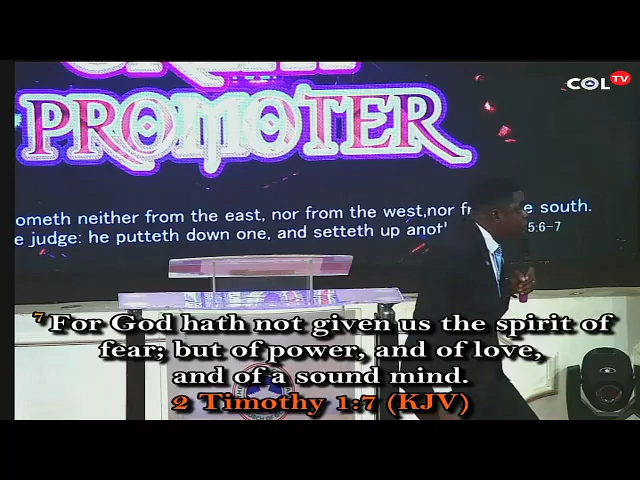 COL TV
PROMOTER
ometh neither from the east, nor from the west,nor south.
e judge: he putteth down one, and setteth up 5:6-7
7 For God hath not given us the spirit of
fear; but of power, and of love,
and of a sound mind.
2 Timothy 1:7 (KJV)